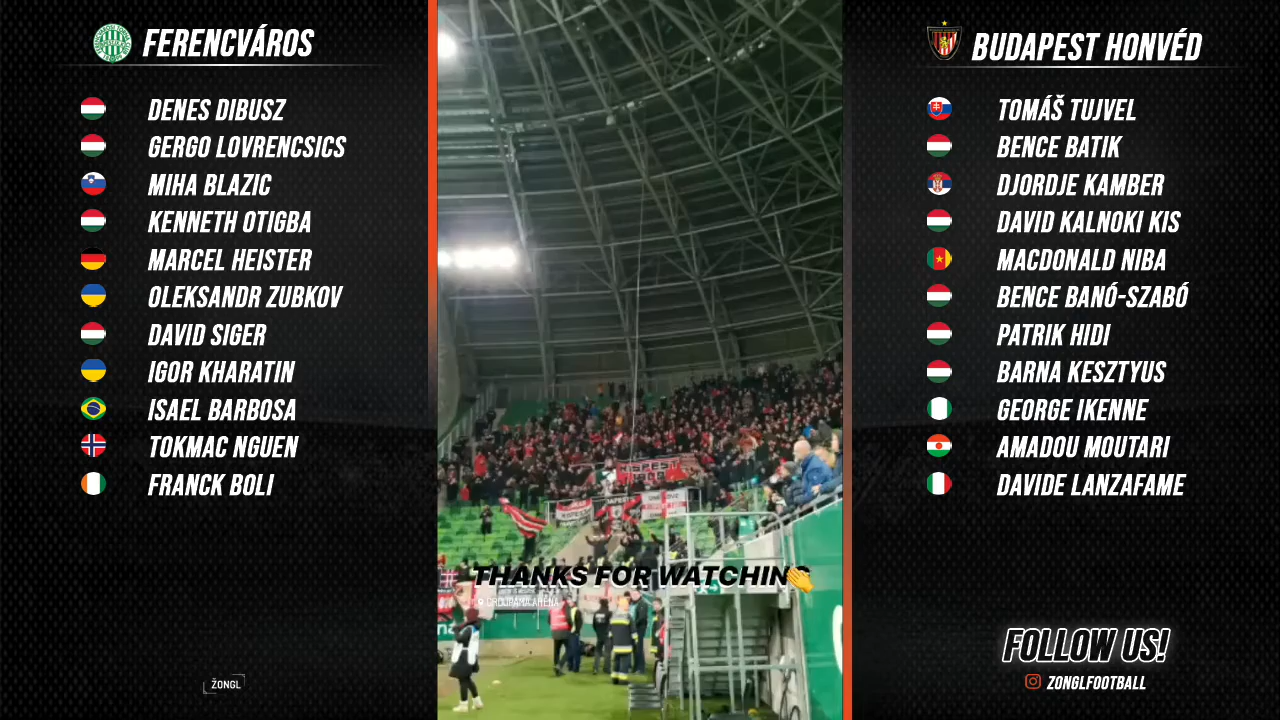 FERENCVÁROS
DENES DIBUSZ
GERGO LOVRENCSICS
MIHA BLAZIC
KENNETH OTIGBA
MARCEL HEISTER
OLEKSANDR ZUBKOV
DAVID SIGER
IGOR KHARATIN
ISAEL BARBOSA
TOKMAC NGUEN
FRANCK BOLI
ŽONGL
THANKS FOR WATCHING
GROUPAMA ARENA
BUDAPEST HONVÉD
TOMÁŠ TUJVEL
BENCE BATIK
DJORDJE KAMBER
DAVID KALNOKI KIS
MACDONALD NIBA
BENCE BANÓ-SZABÓ
PATRIK HIDI
BARNA KESZTYUS
GEORGE IKENNE
AMADOU MOUTARI
DAVIDE LANZAFAME
FOLLOW US!
ZONGLFOOTBALL